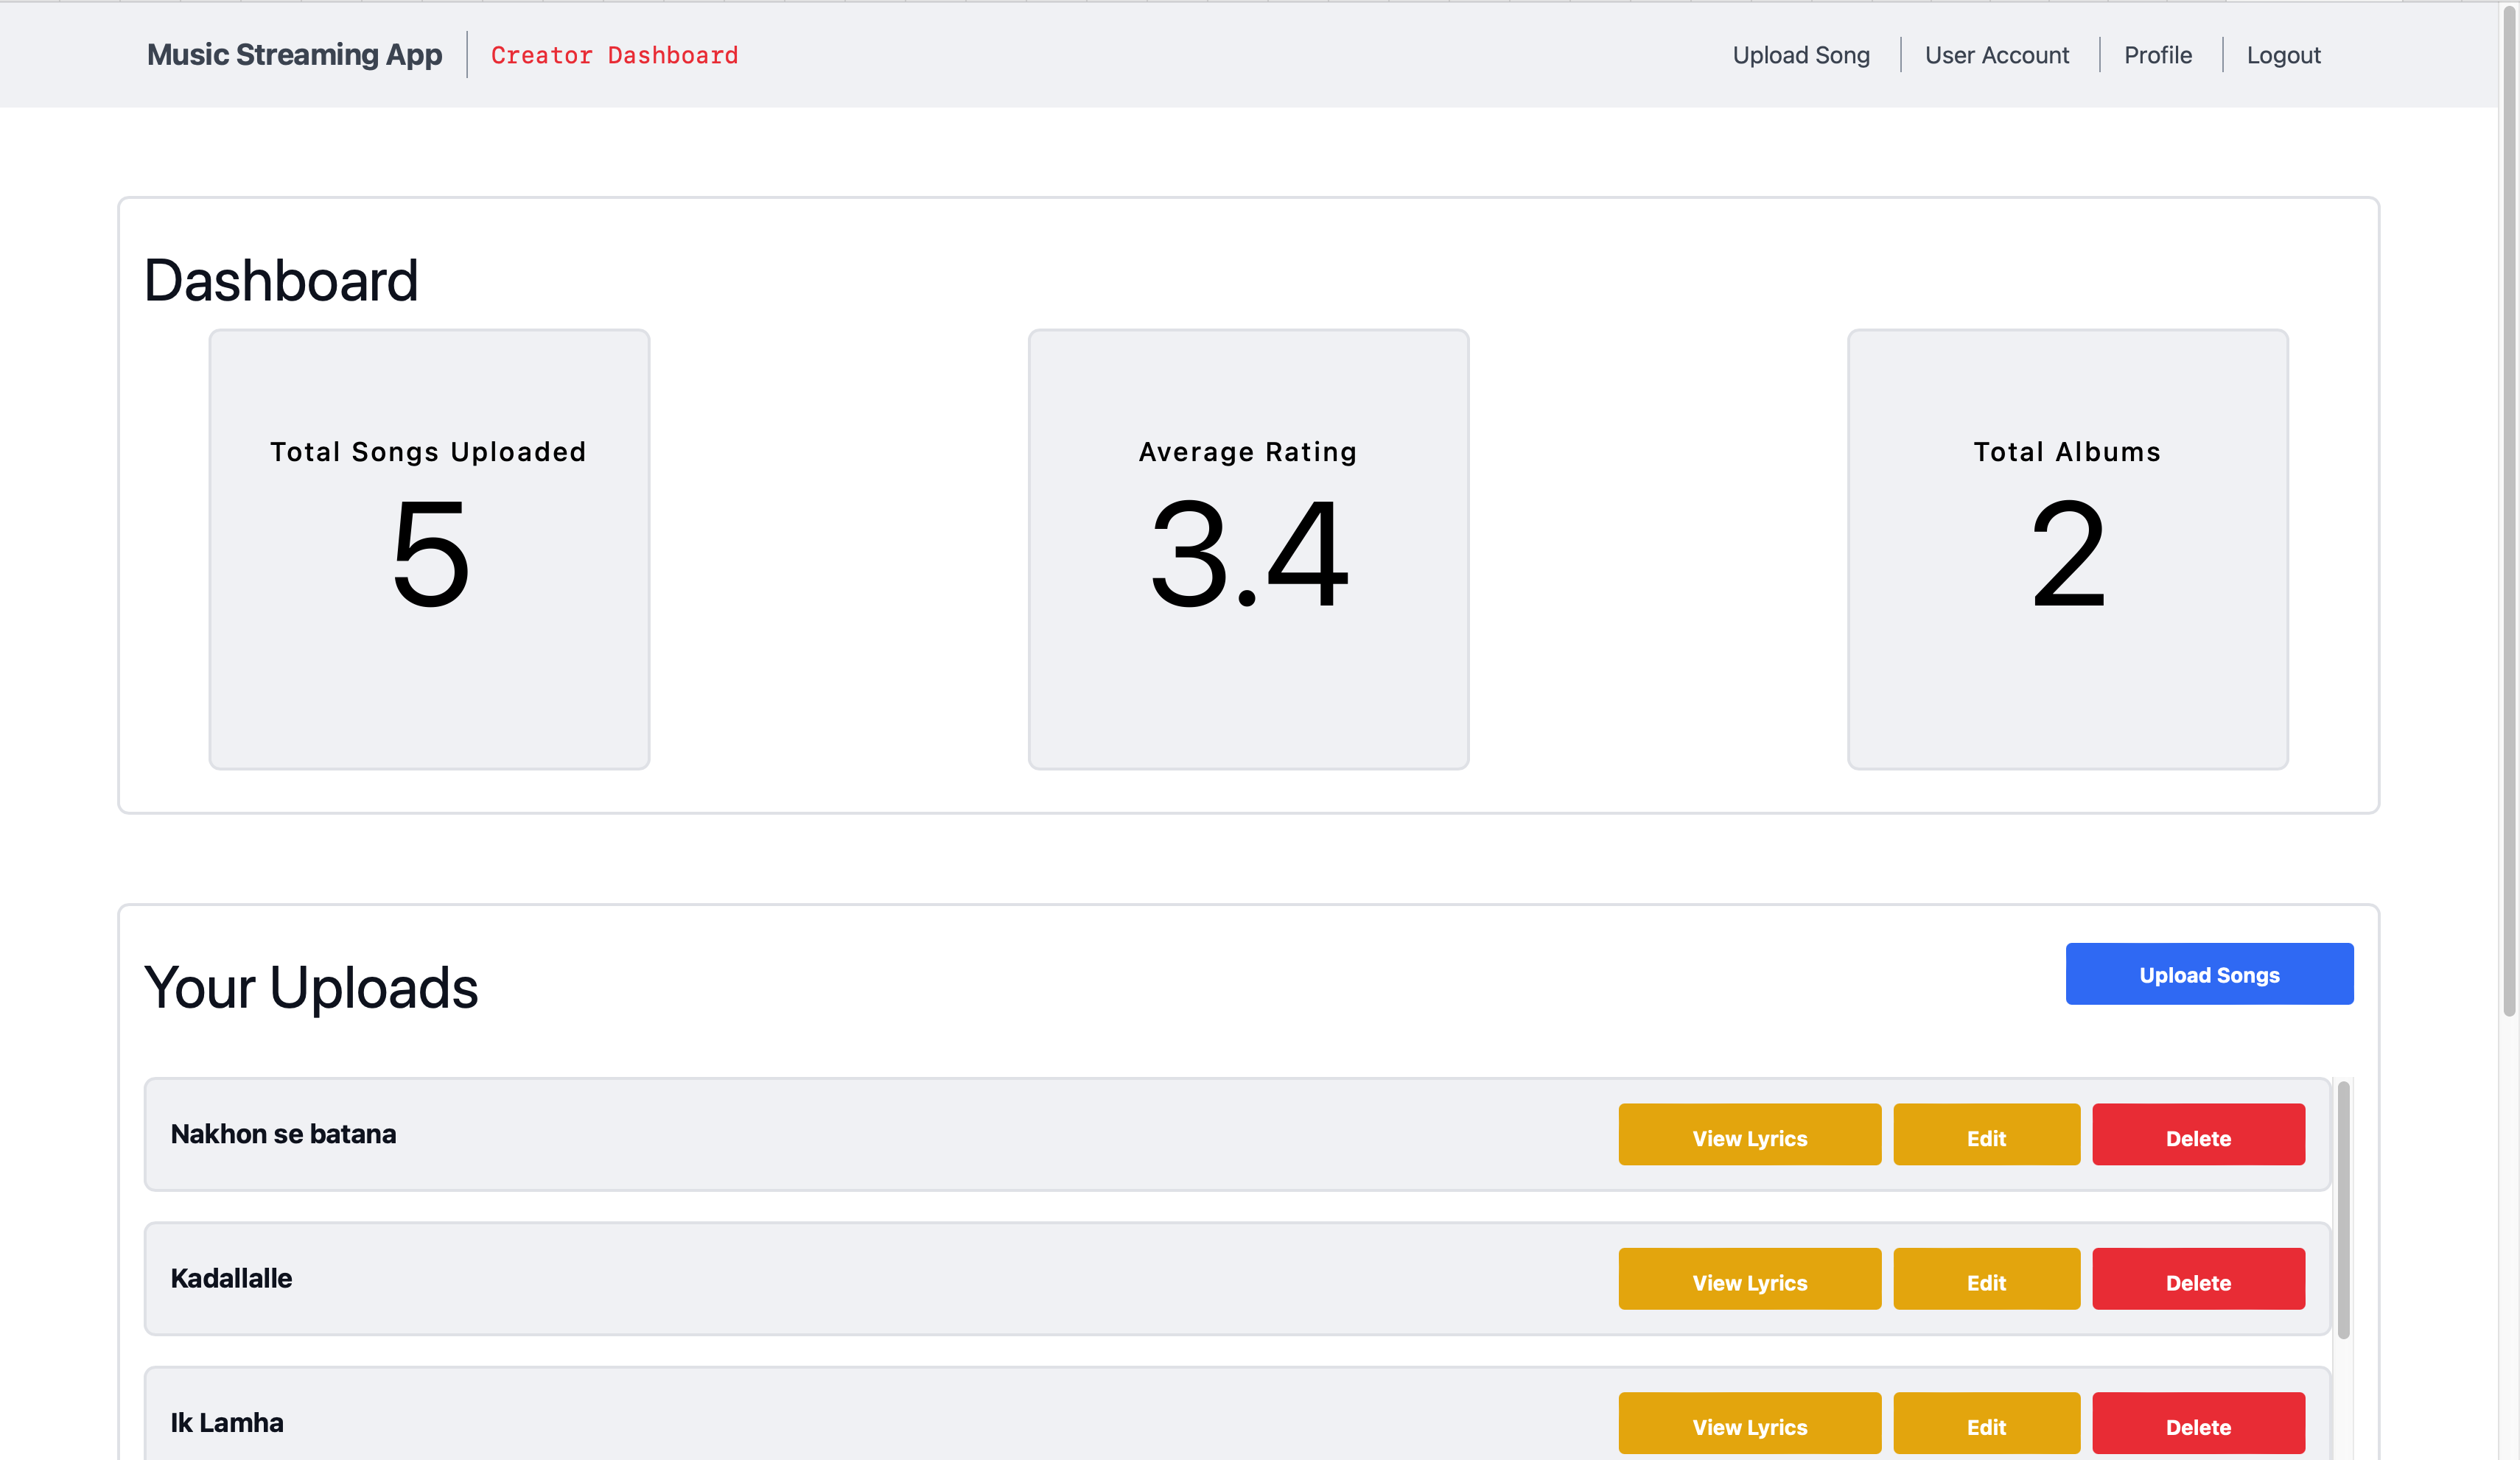 Music Streaming App Creator Dashboard Upload Song User Account Profile Logout
Dashboard
Total Songs Uploaded
5
Average Rating
3.4
Total Albums
2
Your Uploads
Upload Songs
Nakhon se batana View Lyrics Edit Delete
Kadallalle View Lyrics Edit Delete
Ik Lamha View Lyrics Edit Delete